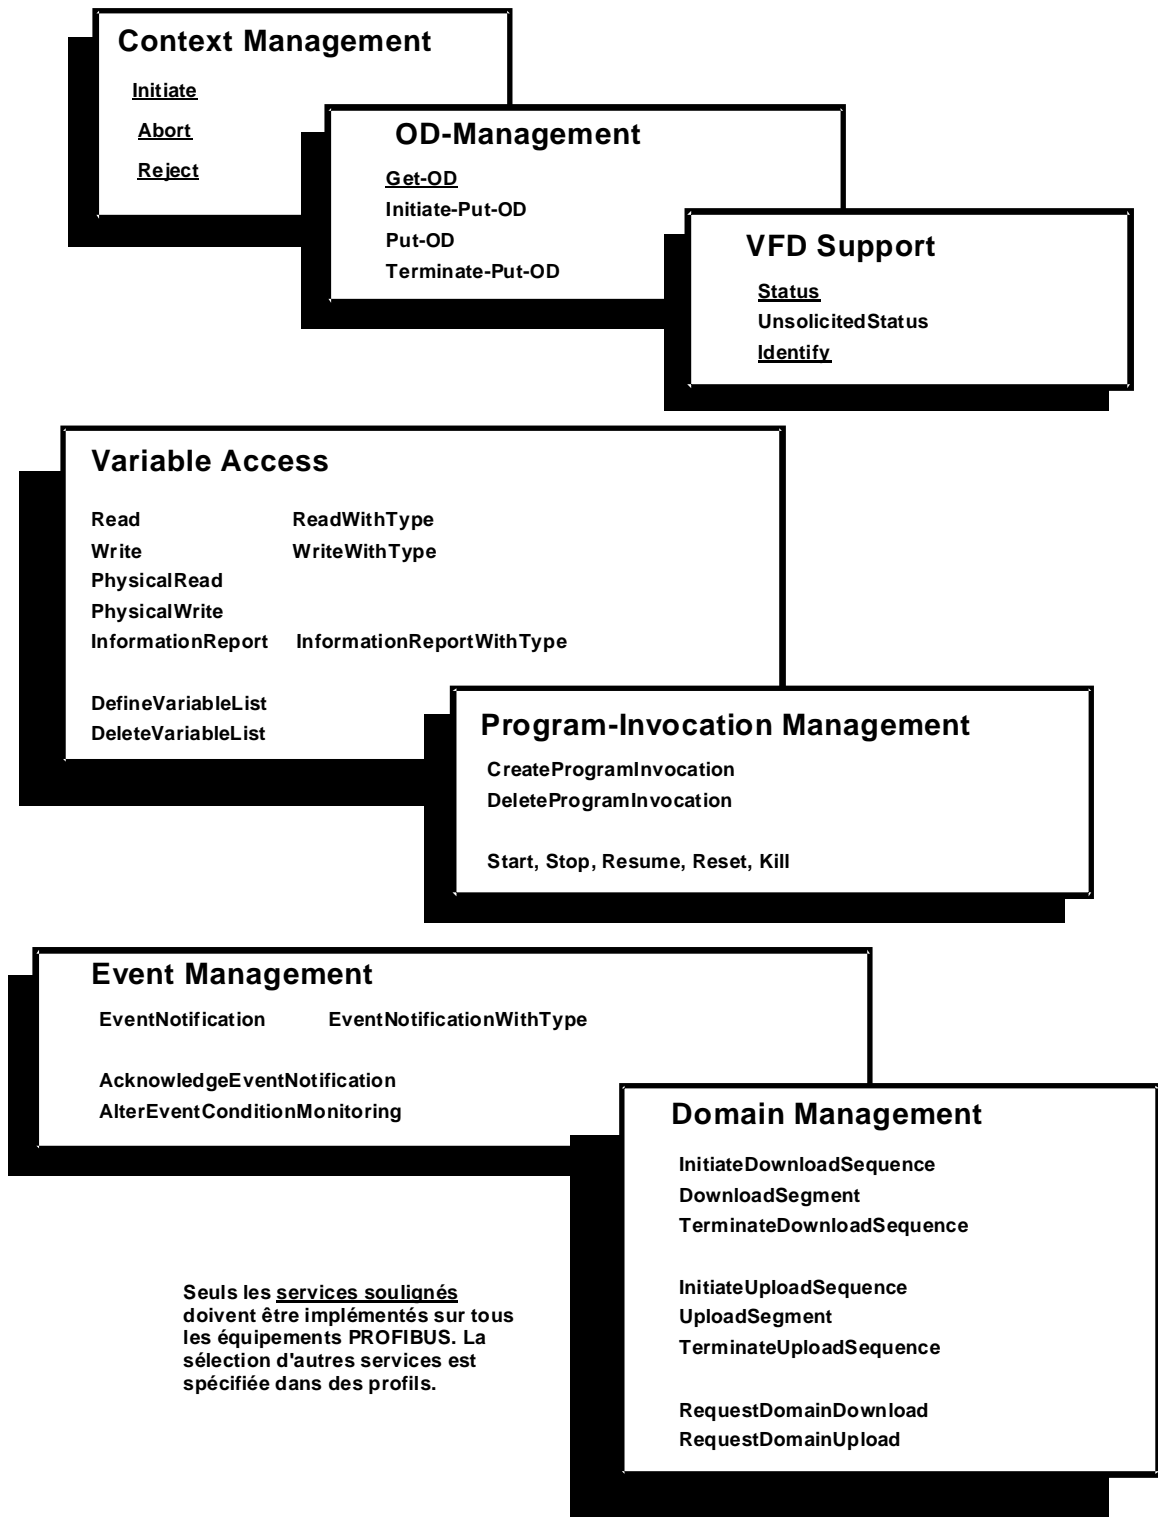 Context Management
Initiate
Abort
Reject
OD-Management
Get-OD
Initiate-Put-OD
Put-OD
Terminate-Put-OD
VFD Support
Status
UnsolicitedStatus
Identify
Variable Access
Read ReadWithType
Write WriteWithType
PhysicalRead
PhysicalWrite
InformationReport InformationReportWithType
DefineVariableList
DeleteVariableList
Program-Invocation Management
CreateProgramInvocation
DeleteProgramInvocation
Start, Stop, Resume, Reset, Kill
Event Management
EventNotification EventNotificationWithType
AcknowledgeEventNotification
AlterEventConditionMonitoring
Domain Management
InitiateDownloadSequence
DownloadSegment
TerminateDownloadSequence
InitiateUploadSequence
UploadSegment
TerminateUploadSequence
RequestDomainDownload
RequestDomainUpload
Seuls les services soulignés
doivent être implémentés sur tous
les équipements PROFIBUS. La
sélection d'autres services est
spécifiée dans des profils.